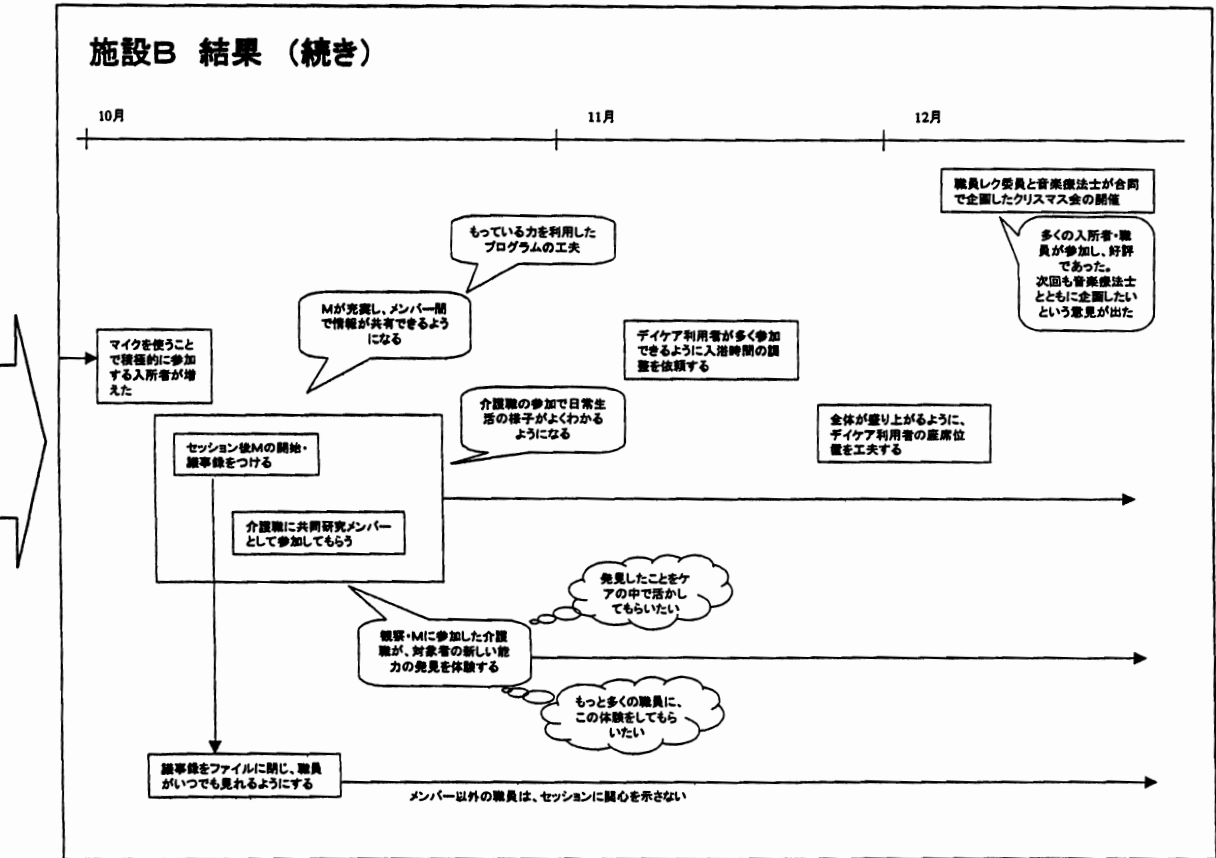 施設B 結果 (続き)
10月
11月
12月
職員レク委員と音楽療法士が合同
で企画したクリスマス会の開催
多くの入所者・職
員が参加し、好評
であった。
次回も音楽療法士
とともに企画したい
という意見が出た
もっている力を利用した
プログラムの工夫
Mが充実し、メンバー間
で情報が共有できるよう
になる
マイクを使うこと
で積極的に参加
する入所者が増
えた
デイケア利用者が多く参加
できるように入浴時間の調
整を依頼する
介護職の参加で日常生
活の様子がよくわかる
ようになる
全体が盛り上がるように、
デイケア利用者の座席位
置を工夫する
セッション後Mの開始・
議事録をつける
介護職に共同研究メンバー
として参加してもらう
発見したことをケ
アの中で活かし
てもらいたい
観察・Mに参加した介護
職が、対象者の新しい能
力の発見を体験する
もっと多くの職員に、
この体験をしてもら
いたい
議事録をファイルに閉じ、職員
がいつでも見れるようにする
メンバー以外の職員は、セッションに関心を示さない